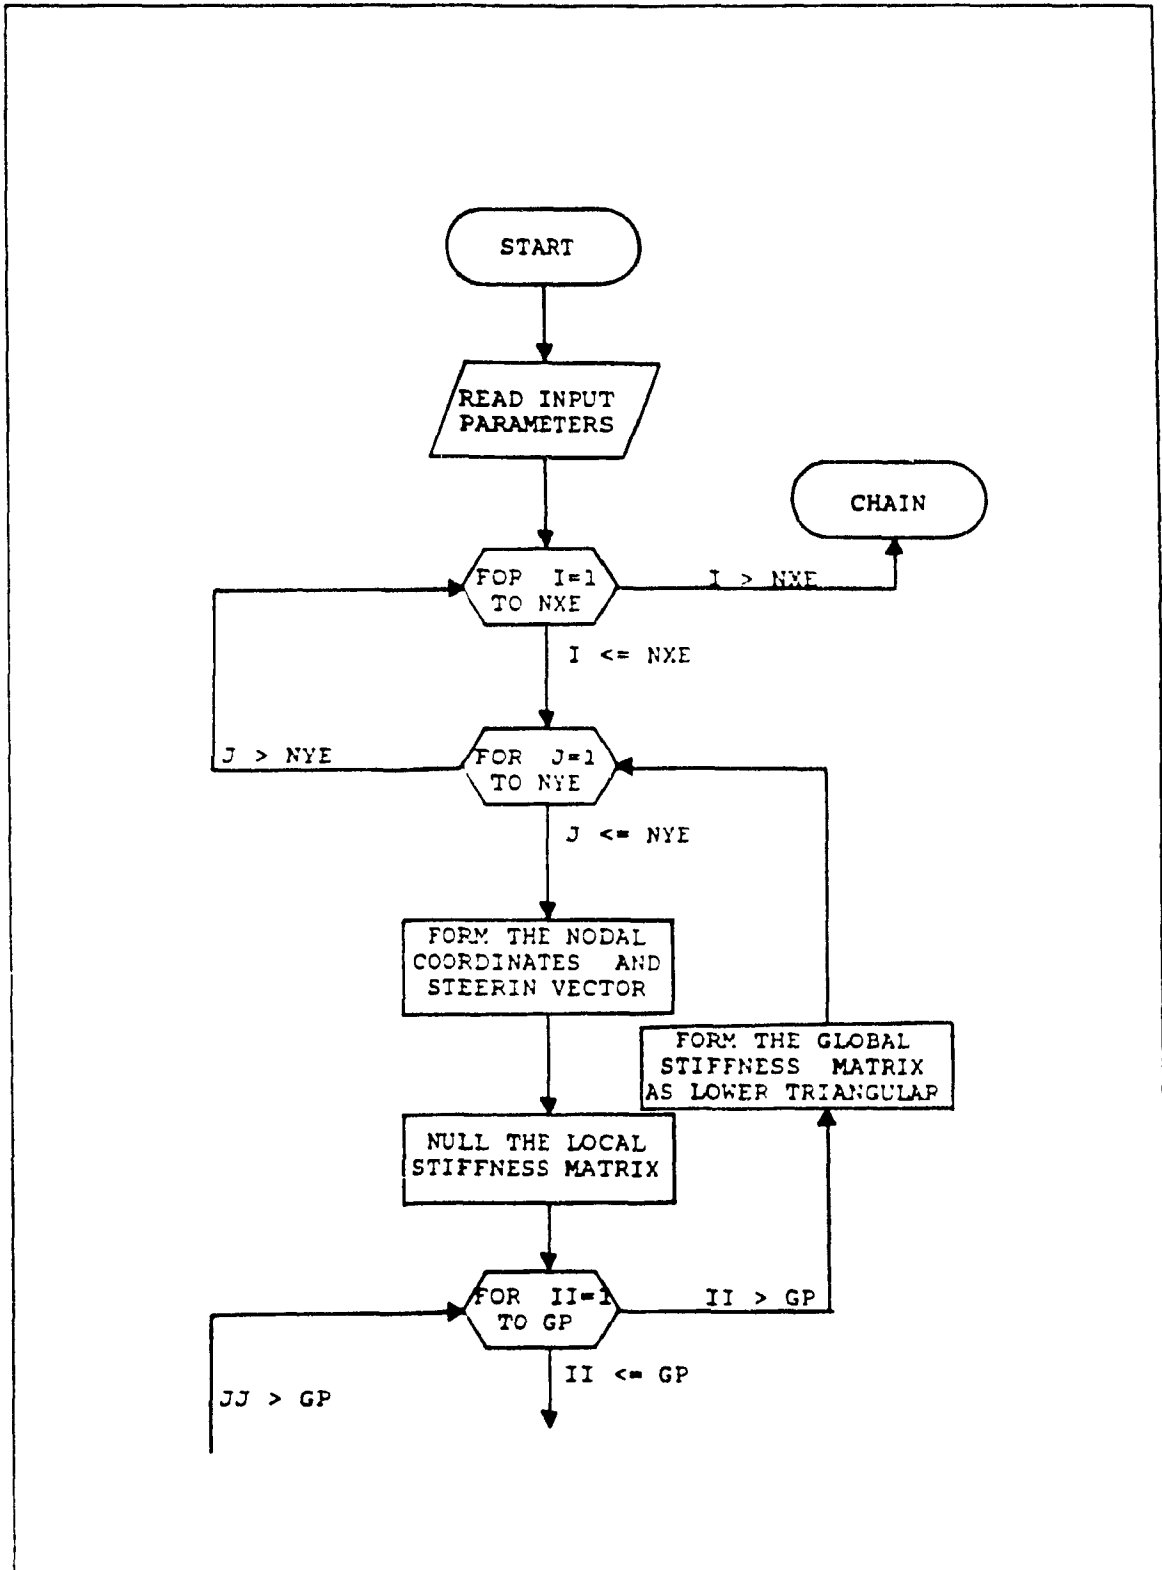 START
READ INPUT
PARAMETERS
CHAIN
FOR I=1
TO NXE
I > NXE
I <= NXE
J > NYE
FOR J=1
TO NYE
J <= NYE
FORM THE NODAL
COORDINATES AND
STEERIN VECTOR
FORM THE GLOBAL
STIFFNESS MATRIX
AS LOWER TRIANGULAR
NULL THE LOCAL
STIFFNESS MATRIX
FOR II=1
TO GP
II > GP
II <= GP
JJ > GP